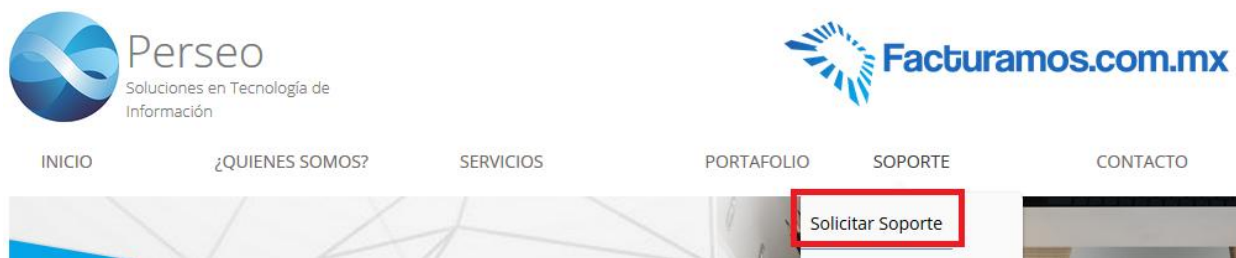 Perseo
Soluciones en Tecnología de
Información
Facturamos.com.mx
INICIO ¿QUIENES SOMOS? SERVICIOS PORTAFOLIO SOPORTE CONTACTO
Solicitar Soporte